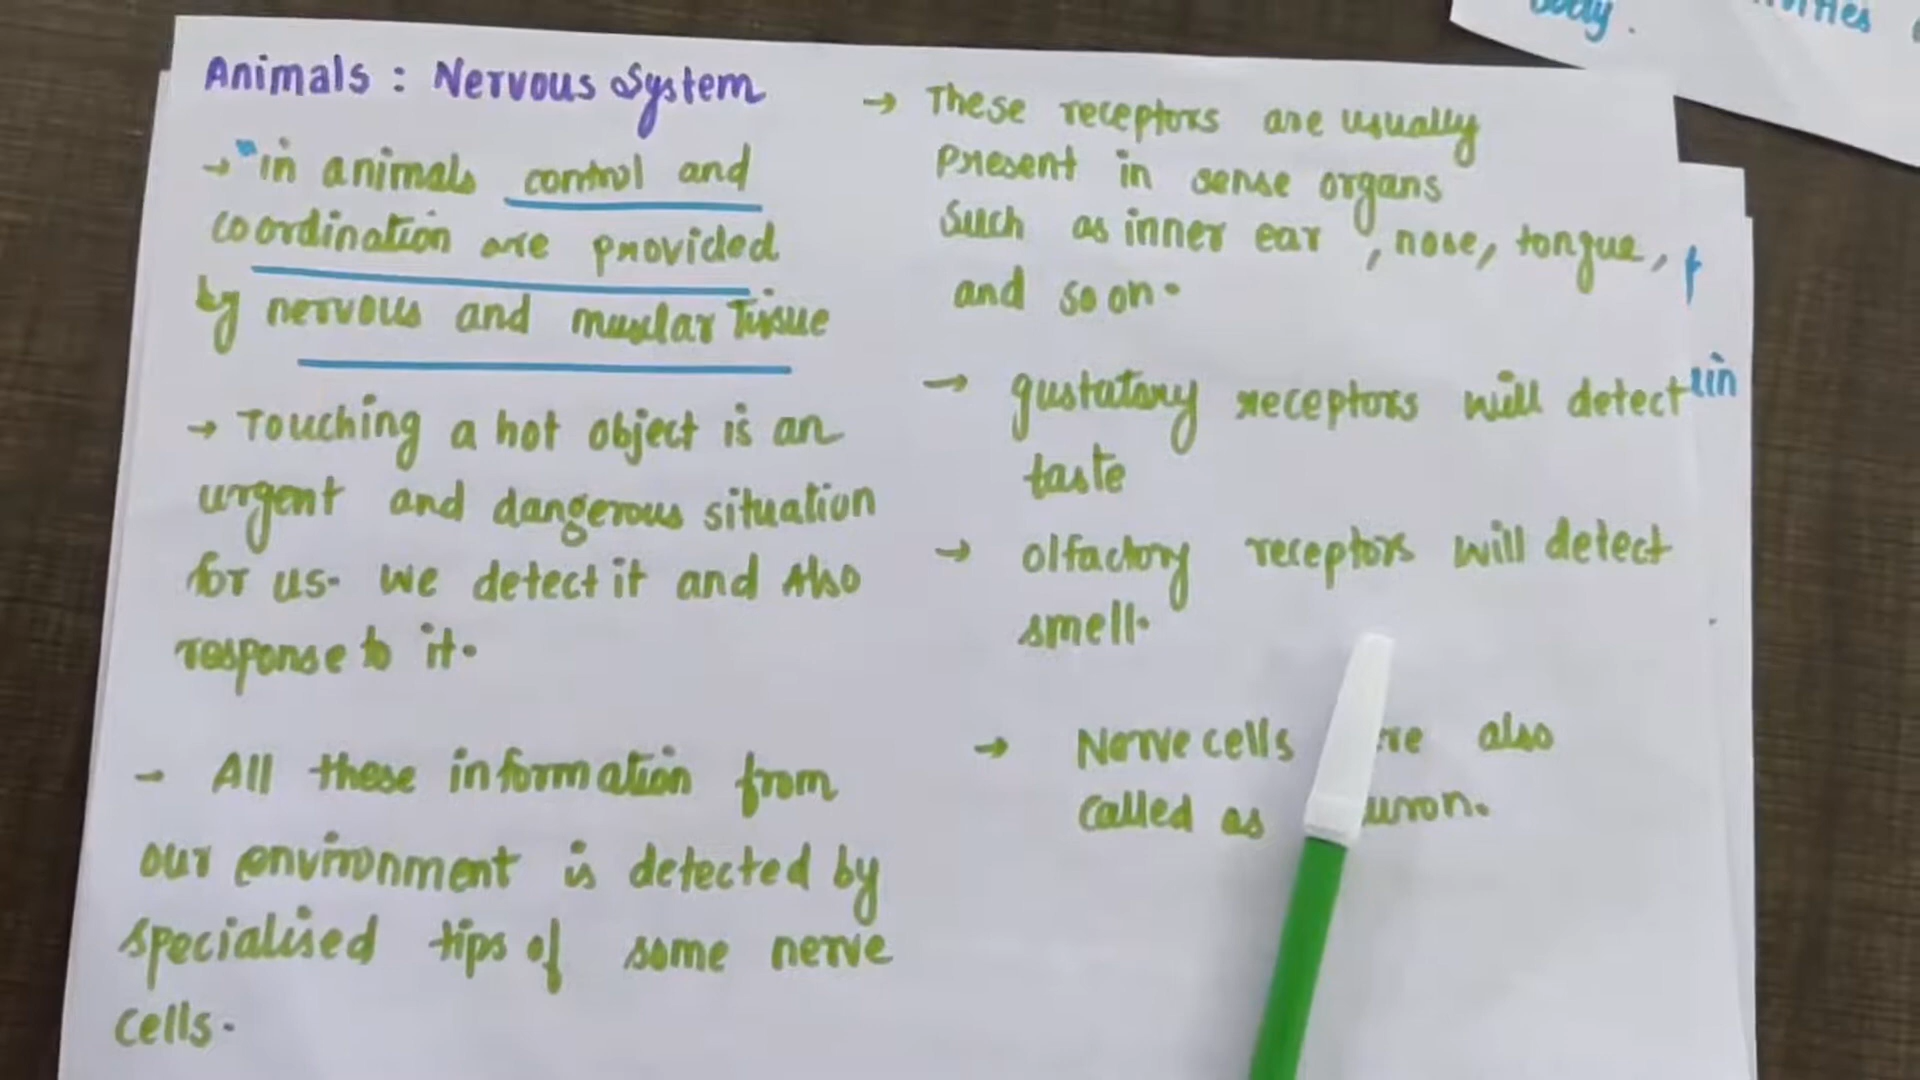 Animals : Nervous System
→ in animals control and
coordination are provided
by nervous and musclar Tissue
→ Touching a hot object is an
urgent and dangerous situation
for us. we detect it and Also
response to it.
→ All these information from
our environment is detected by
specialised tips of some nerve
cells.
→ These receptors are usually
present in sense organs
Such as inner ear, nose, tongue,
and so on.
→ gustatory receptors will detect
taste
→ olfactory receptors will detect
smell.
→ Nerve cells are also
called as
body.